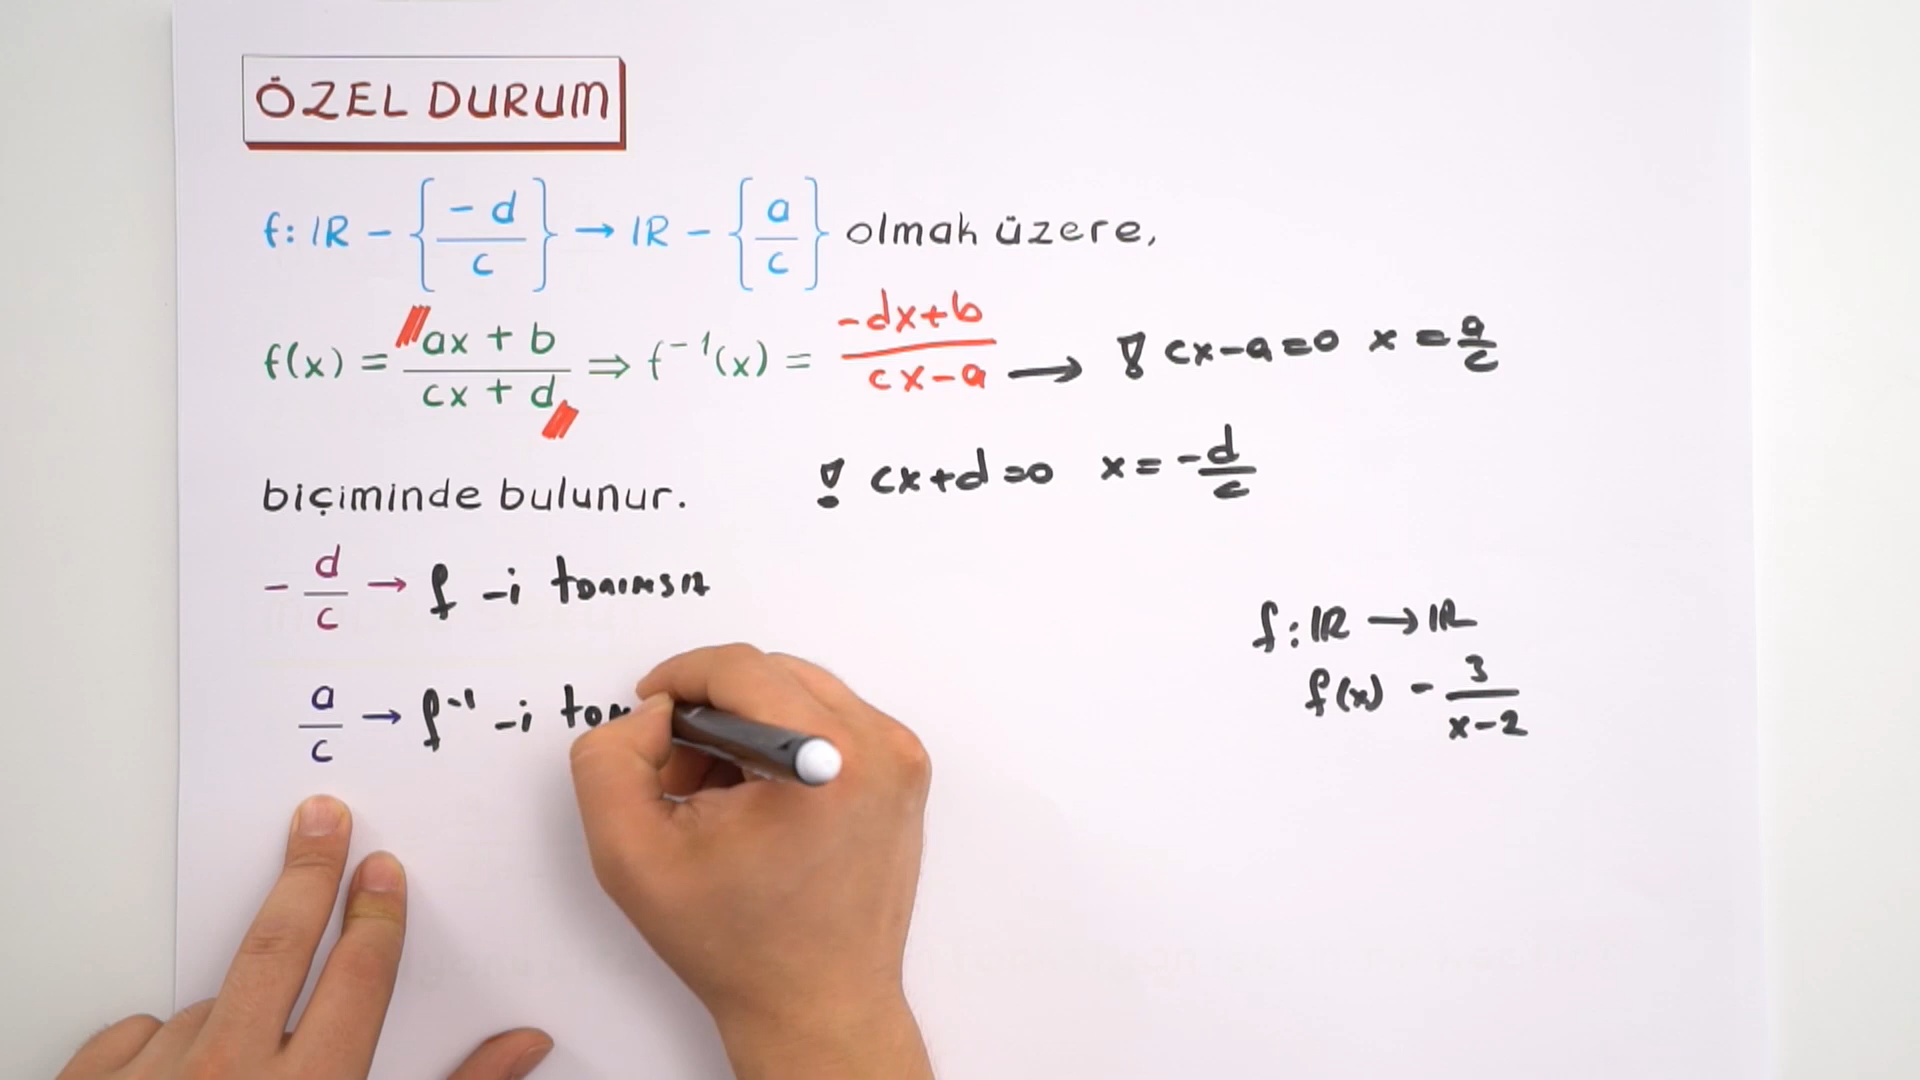 ÖZEL DURUM
f: IR - { -d/c } → IR - { a/c } olmak üzere,
f(x) = (ax + b)/(cx + d) ⇒ f⁻¹(x) = (-dx+b)/(cx-a) → ! cx-a=0 x = a/c
! cx+d=0 x = -d/c
biçiminde bulunur.
- d/c → f -i tanımsız
a/c → f⁻¹ -i
f: IR → IR
f(x) - 3/(x-2)